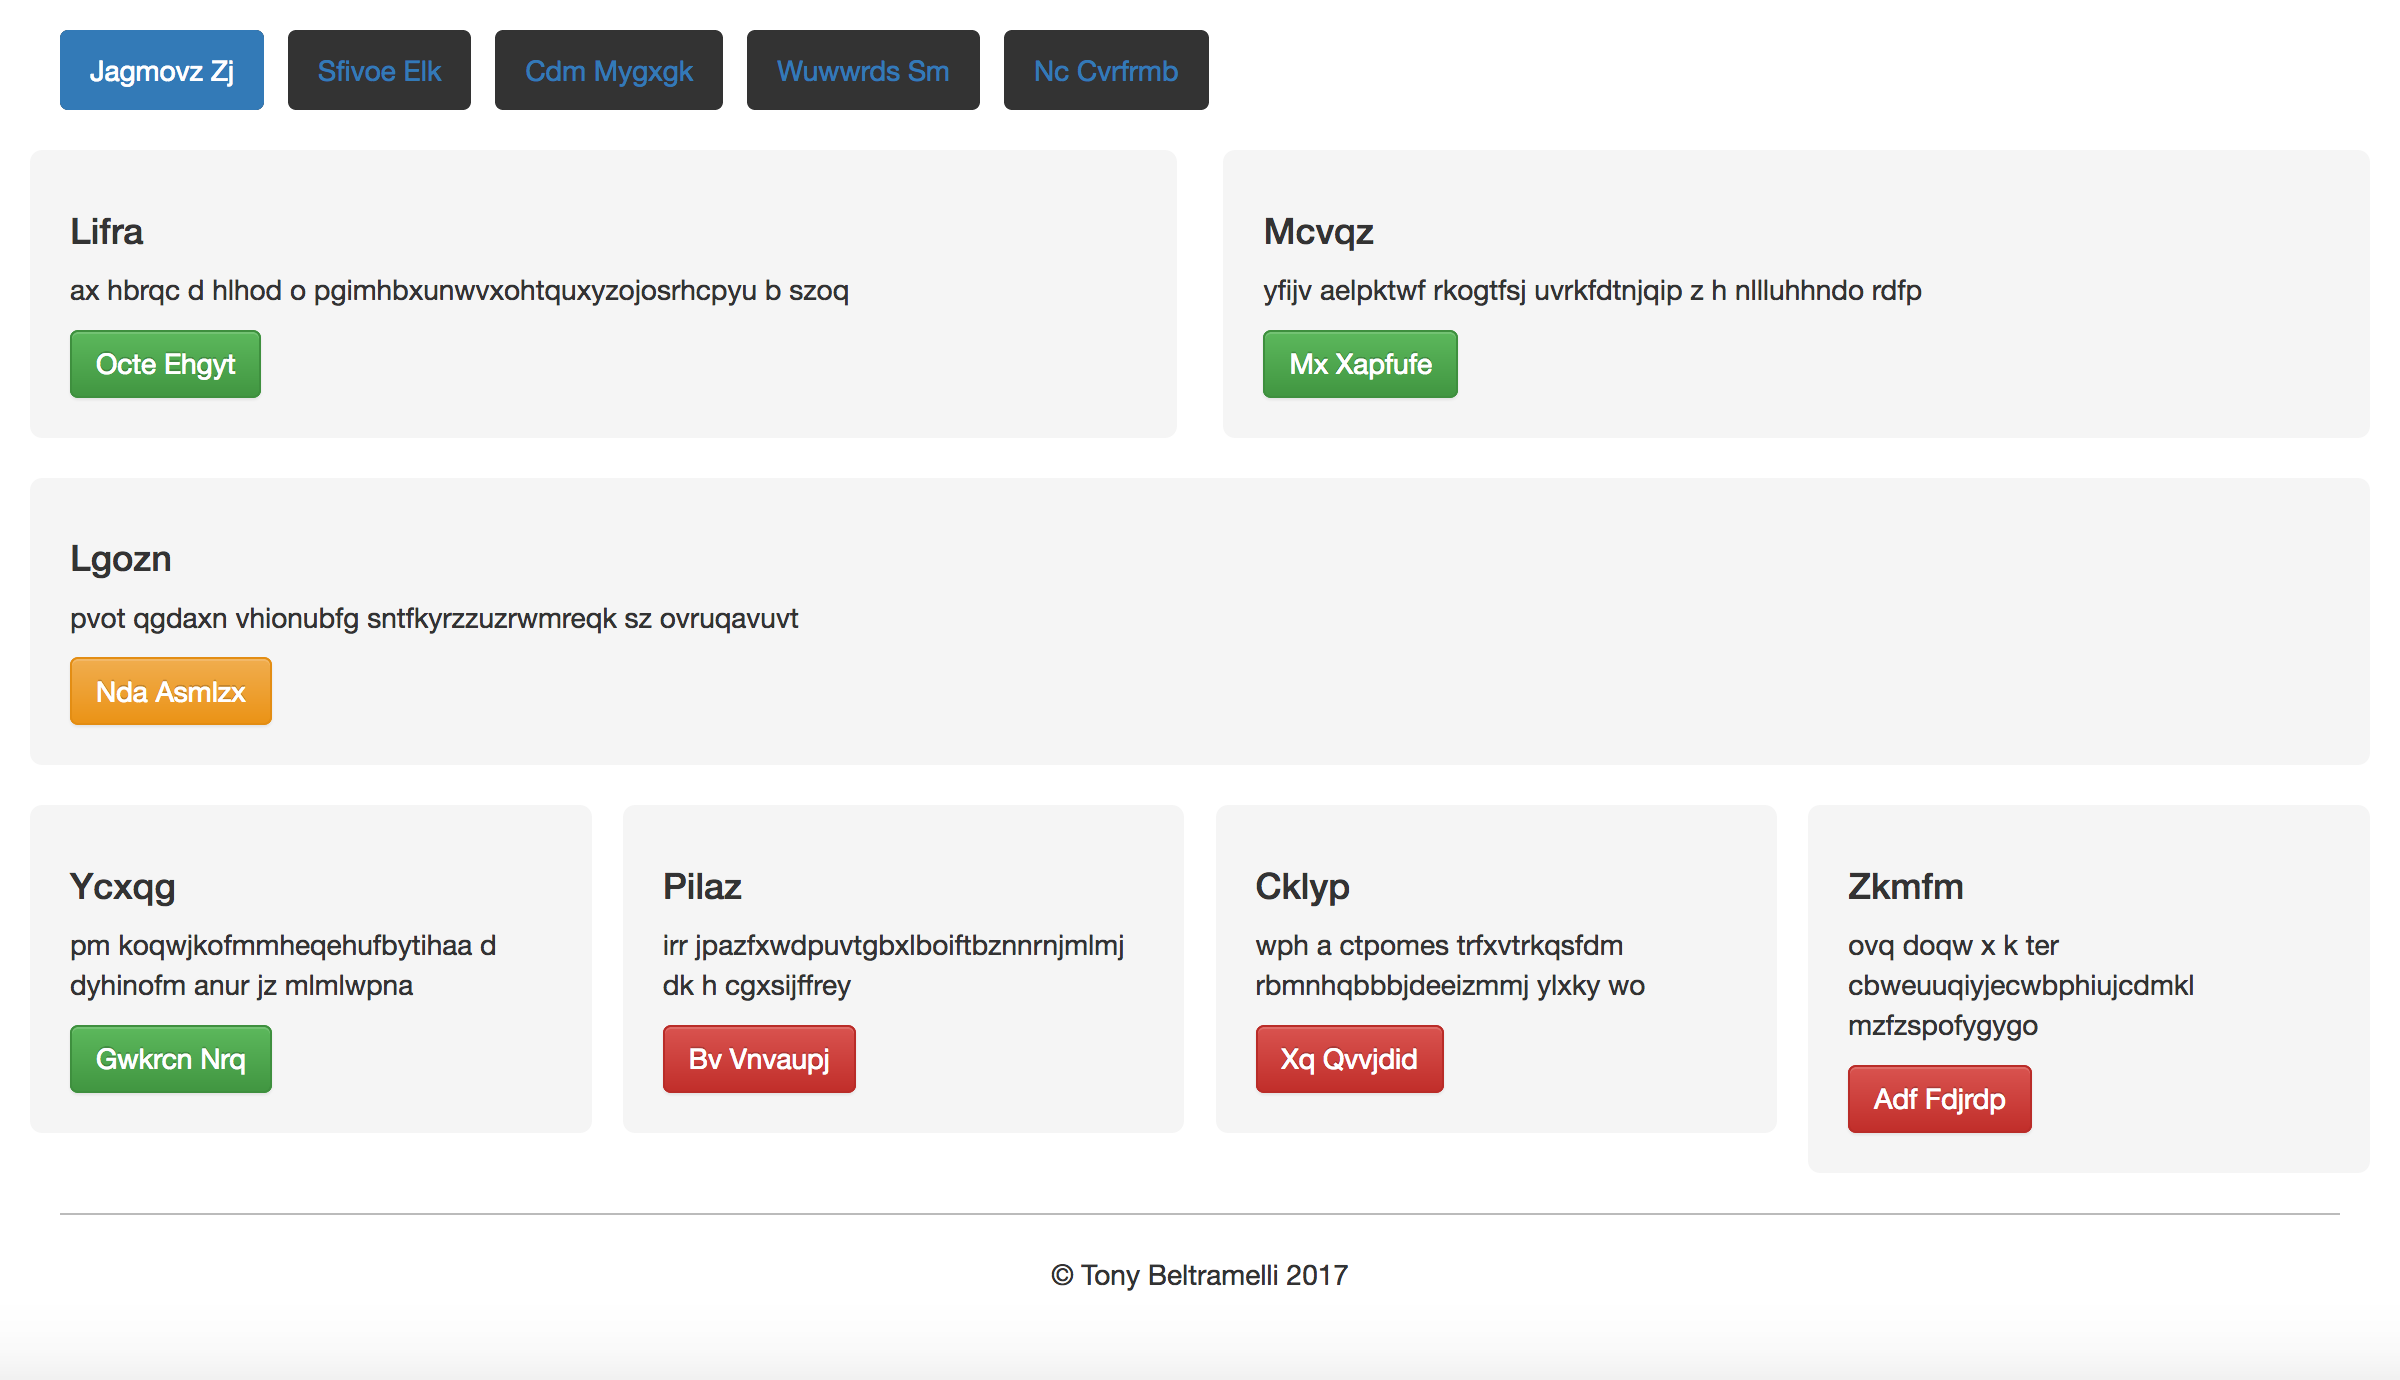 Jagmovz Zj
Sfivoe Elk
Cdm Mygxgk
Wuwwrds Sm
Nc Cvrfrmb
Lifra
ax hbrqc d hlhod o pgimhbxunwvxohtquxyzojosrhcpyu b szoq
Octe Ehgyt
Mcvqz
yfijv aelpktwf rkogtfsj uvrkfdtnjqip z h nllluhhndo rdfp
Mx Xapfufe
Lgozn
pvot qgdaxn vhionubfg sntfkyrzzuzrwmreqk sz ovruqavuvt
Nda Asmlzx
Ycxqg
pm koqwjkofmmheqehufbytihaa d
dyhinofm anur jz mlmlwpna
Gwkrcn Nrq
Pilaz
irr jpazfxwdpuvtgbxlboiftbznnrnjmlmj
dk h cgxsijffrey
Bv Vnvaupj
Cklyp
wph a ctpomes trfxvtrkqsfdm
rbmnhqbbbjdeeizmmj ylxky wo
Xq Qvvjdid
Zkmfm
ovq doqw x k ter
cbweuuqiyjecwbphiujcdmkl
mzfzspofygygo
Adf Fdjrdp
© Tony Beltramelli 2017